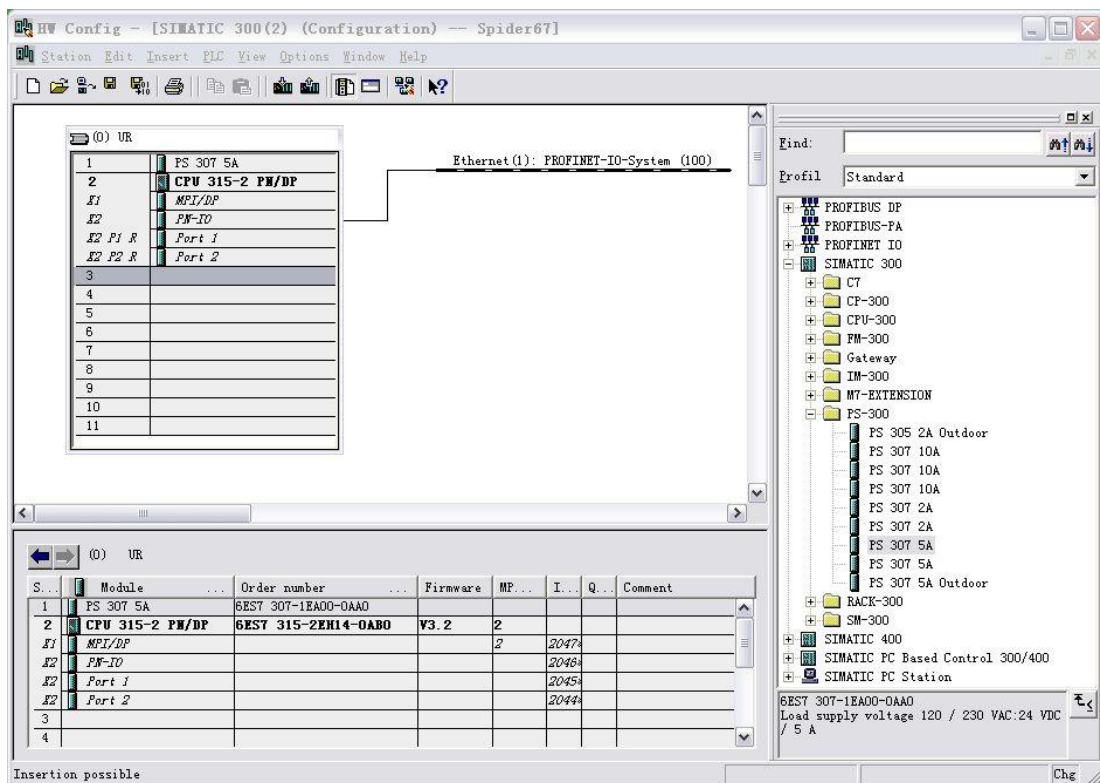 HW Config - [SIMATIC 300(2) (Configuration) -- Spider67]
Station Edit Insert PLC View Options Window Help
(0) UR
1 PS 307 5A
2 CPU 315-2 PN/DP
X1 MPI/DP
X2 PN-IO
X2 P1 R Port 1
X2 P2 R Port 2
3
4
5
6
7
8
9
10
11
Ethernet(1): PROFINET-IO-System (100)
Find:
Profil Standard
PROFIBUS DP
PROFIBUS-PA
PROFINET IO
SIMATIC 300
C7
CP-300
CPU-300
FM-300
Gateway
IM-300
M7-EXTENSION
PS-300
PS 305 2A Outdoor
PS 307 10A
PS 307 10A
PS 307 10A
PS 307 2A
PS 307 2A
PS 307 5A
PS 307 5A
PS 307 5A Outdoor
RACK-300
SM-300
SIMATIC 400
SIMATIC PC Based Control 300/400
SIMATIC PC Station
6ES7 307-1EA00-0AA0
Load supply voltage 120 / 230 VAC:24 VDC
/ 5 A
(0) UR
S... Module ... Order number ... Firmware MP... I... Q... Comment
1 PS 307 5A 6ES7 307-1EA00-0AA0
2 CPU 315-2 PN/DP 6ES7 315-2EH14-0AB0 V3.2 2
X1 MPI/DP 2 2047*
X2 PN-IO 2046*
X2 Port 1 2045*
X2 Port 2 2044*
3
4
Insertion possible
Chg